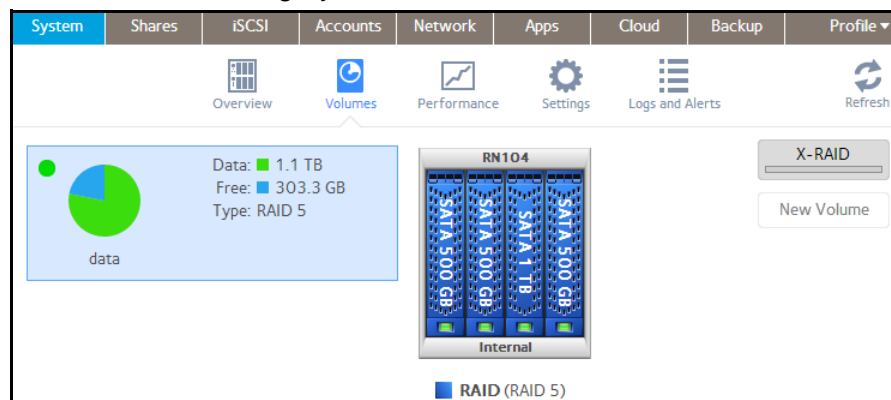 System Shares iSCSI Accounts Network Apps Cloud Backup Profile
Overview Volumes Performance Settings Logs and Alerts Refresh
Data: 1.1 TB
Free: 303.3 GB
Type: RAID 5
data
RN104
SATA 500 GB
SATA 500 GB
SATA 1 TB
SATA 500 GB
Internal
RAID (RAID 5)
X-RAID
New Volume